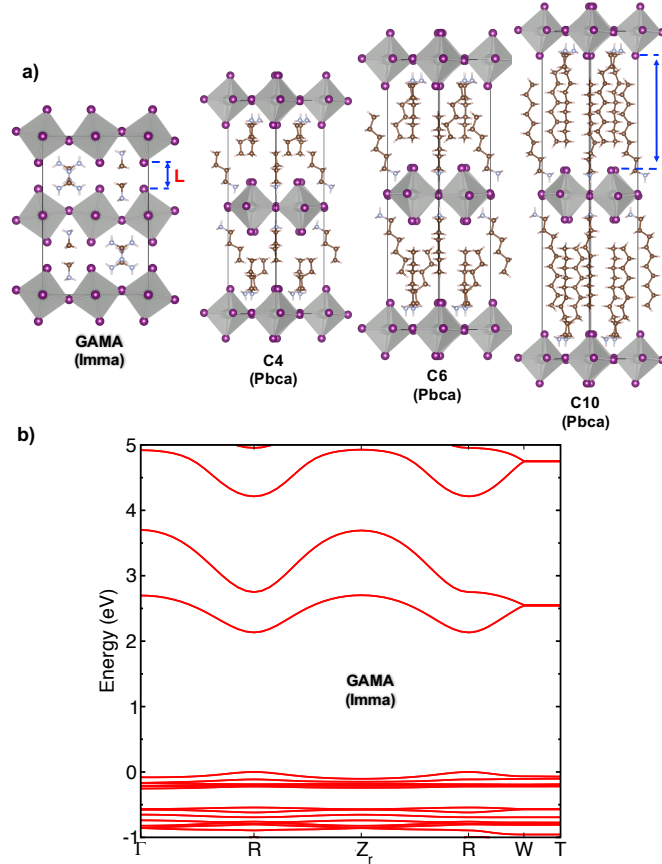 a)
L
GAMA
(Imma)
C4
(Pbca)
C6
(Pbca)
C10
(Pbca)
b)
5
4
3
2
1
0
-1
Energy (eV)
GAMA
(Imma)
Γ R Zr R W T